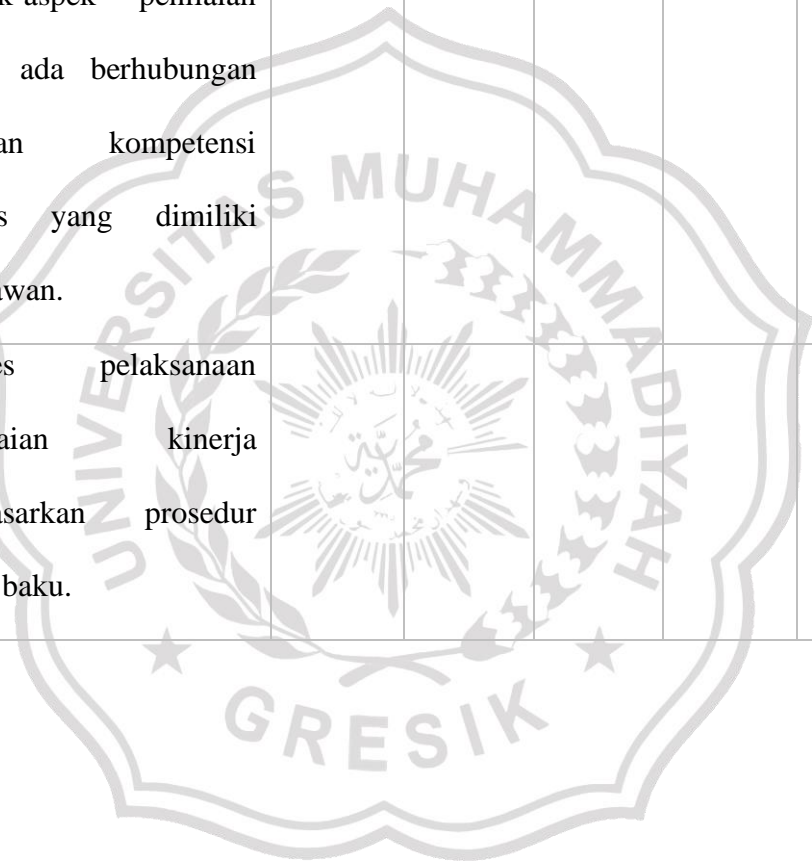 k-aspek penilaian
ada berhubungan
an kompetensi
s yang dimiliki
awan.
es pelaksanaan
aian kinerja
asarkan prosedur
baku.
UNIVERSITAS MUHAMMADIYAH
GRESIK